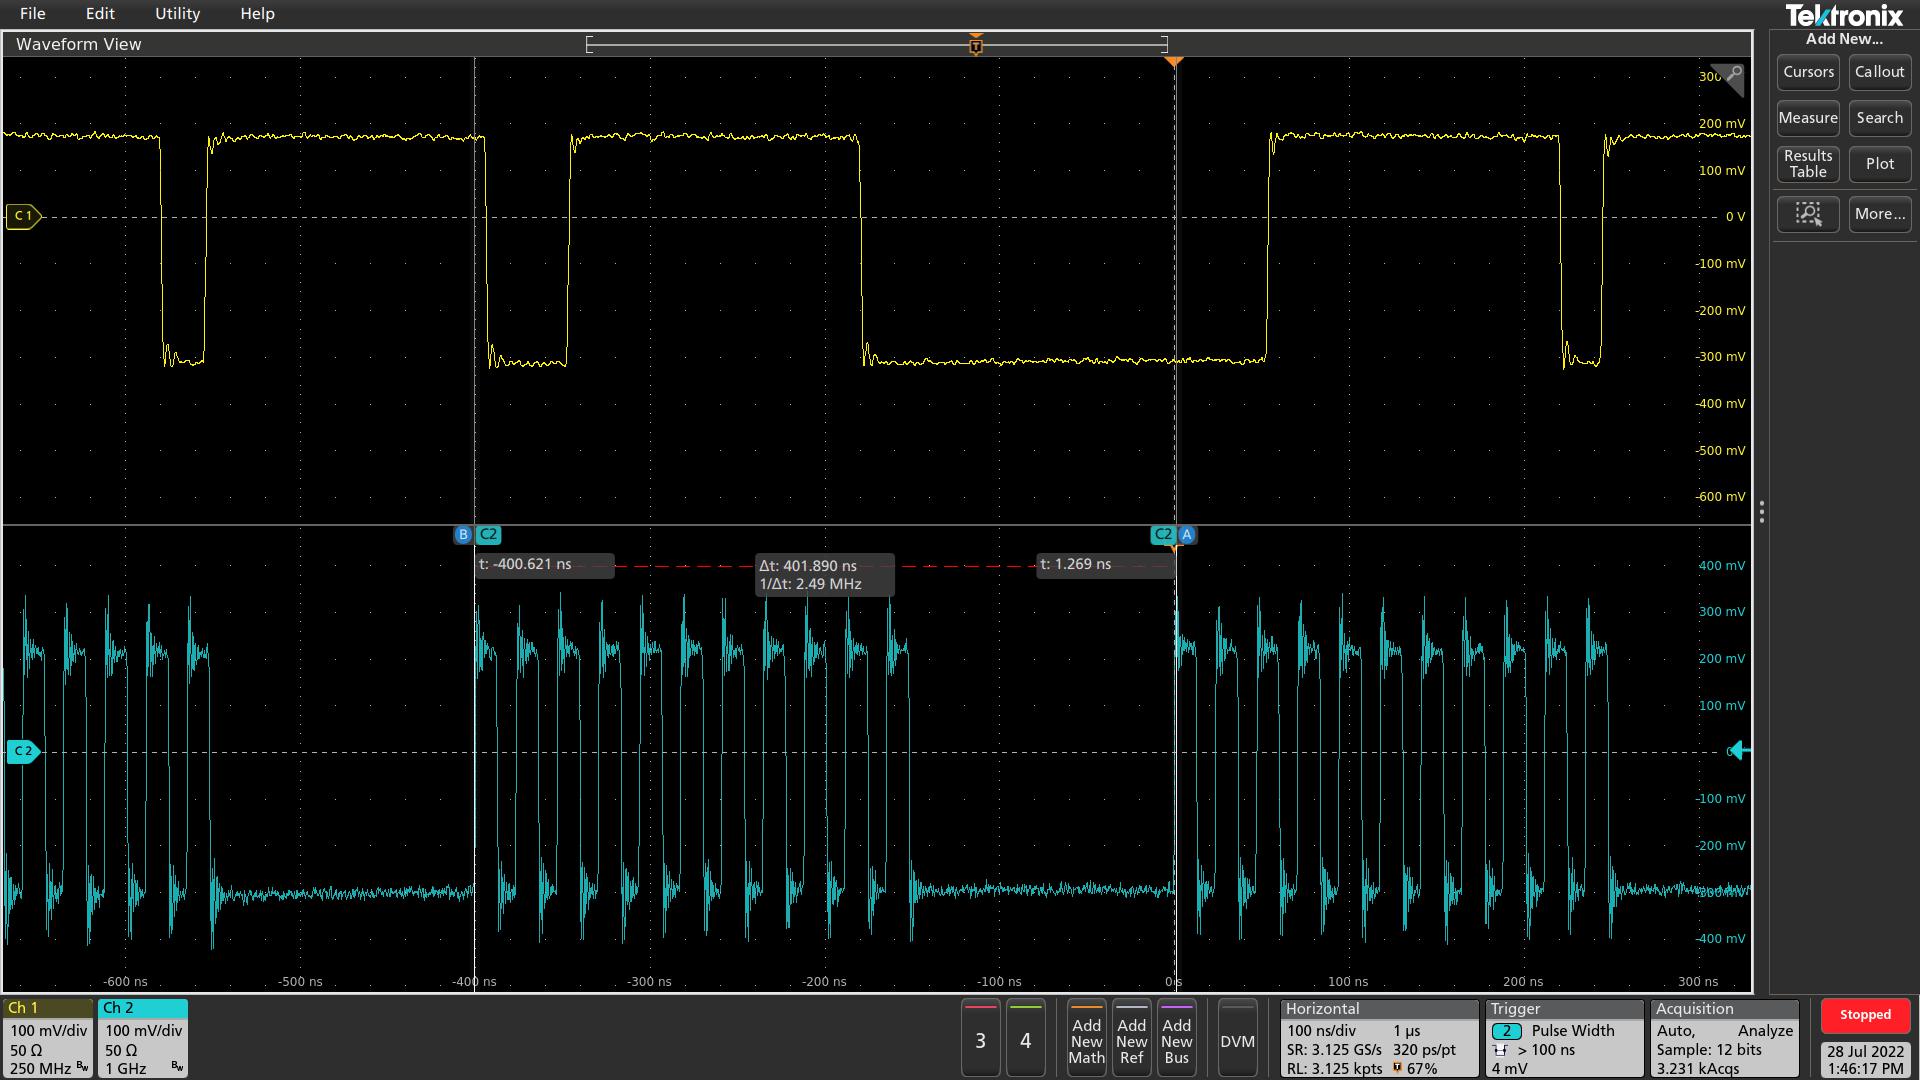 File Edit Utility Help
Tektronix
Waveform View
Add New...
Cursors Callout
Measure Search
Results Table Plot
More...
T
200 mV
100 mV
0 V
-100 mV
-200 mV
-300 mV
-400 mV
-500 mV
-600 mV
C 1
B C2
C2 A
t: -400.621 ns
Δt: 401.890 ns
1/Δt: 2.49 MHz
t: 1.269 ns
400 mV
300 mV
200 mV
100 mV
-100 mV
-200 mV
-300 mV
-400 mV
C 2
-600 ns -500 ns -400 ns -300 ns -200 ns -100 ns 0 s 100 ns 200 ns 300 ns
Ch 1
100 mV/div
50 Ω
250 MHz Bw
Ch 2
100 mV/div
50 Ω
1 GHz Bw
3
4
Add New Math
Add New Ref
Add New Bus
DVM
Horizontal
100 ns/div 1 µs
SR: 3.125 GS/s 320 ps/pt
RL: 3.125 kpts 67%
Trigger
2 Pulse Width
> 100 ns
4 mV
Acquisition
Auto, Analyze
Sample: 12 bits
3.231 kAcqs
Stopped
28 Jul 2022
1:46:17 PM